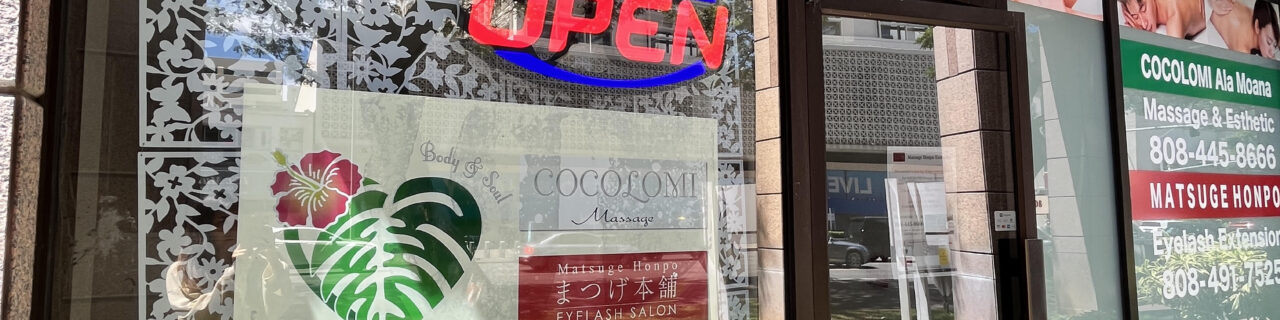 OPEN
Body & Soul
COCOLOMI
Massage
Matsuge Honpo
まつげ本舗
EYELASH SALON
LIVE
COCOLOMI Ala Moana
Massage & Esthetic
808-445-8666
MATSUGE HONPO
Eyelash Extension
808-491-7525